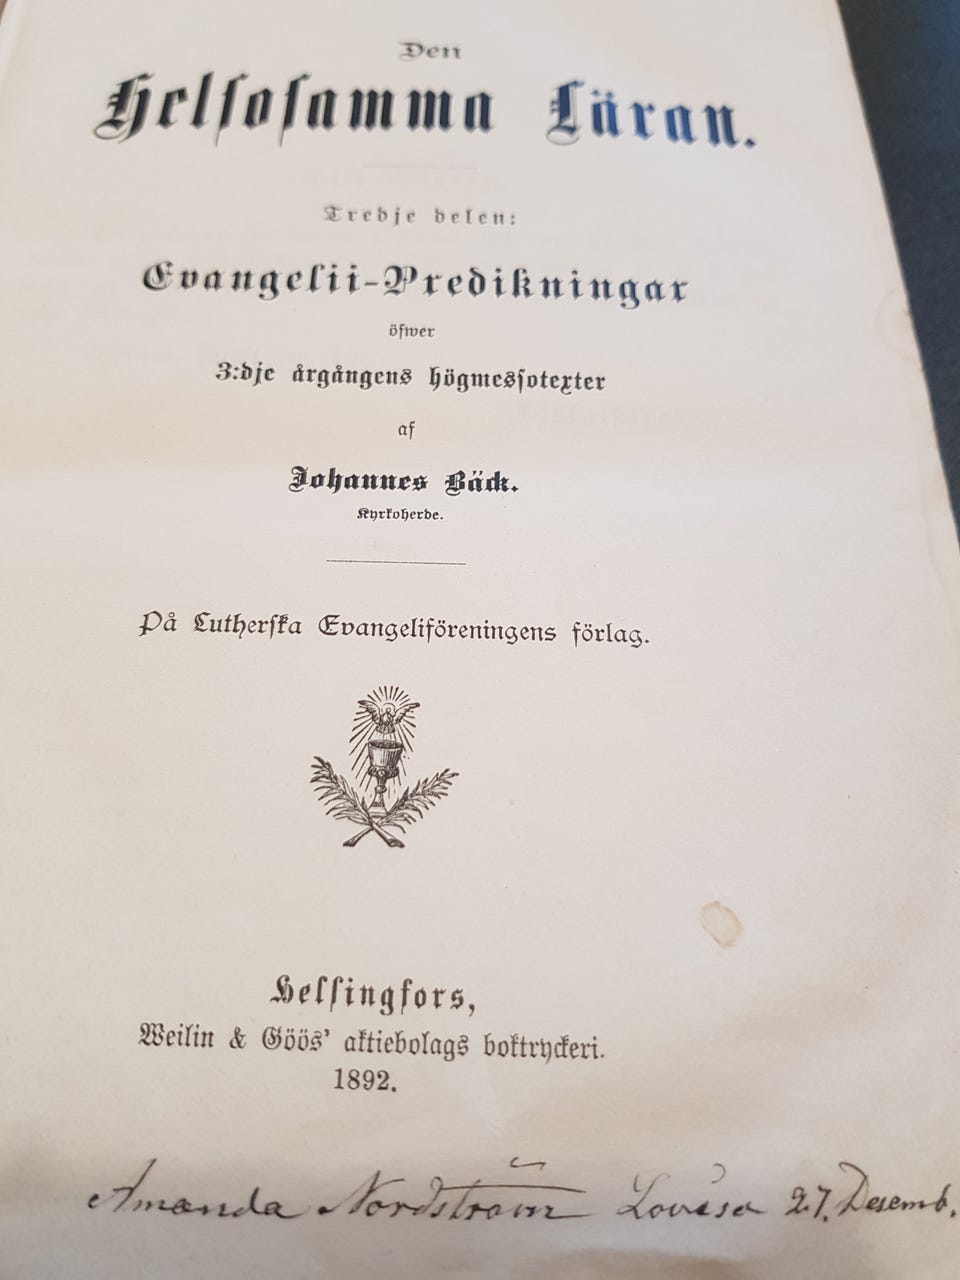 Den
Helsosamma Läran.
Tredje delen:
Evangelii-Predikningar
öfwer
3:dje årgångens högmessotexter
af
Johannes Bäck.
Kyrkoherde.
På Lutherska Evangeliföreningens förlag.
Helsingfors,
Weilin & Göös' aktiebolags boktryckeri.
1892.
Amanda Nordström Lovisa 27. Desemb.